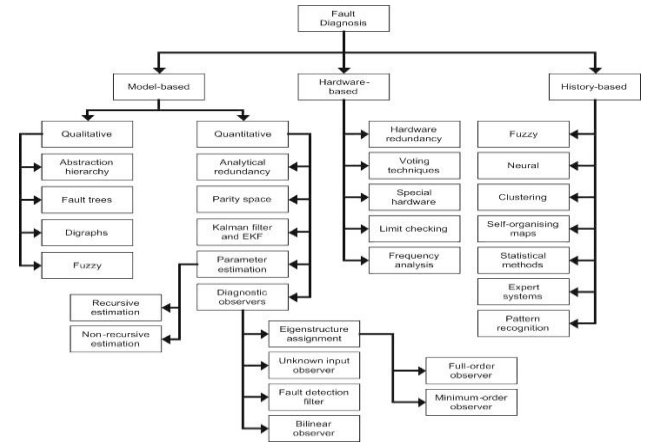 Fault
Diagnosis
Model-based
Hardware-
based
History-based
Qualitative
Abstraction
hierarchy
Fault trees
Digraphs
Fuzzy
Quantitative
Analytical
redundancy
Parity space
Kalman filter
and EKF
Parameter
estimation
Diagnostic
observers
Recursive
estimation
Non-recursive
estimation
Eigenstructure
assignment
Unknown input
observer
Fault detection
filter
Bilinear
observer
Full-order
observer
Minimum-order
observer
Hardware
redundancy
Voting
techniques
Special
hardware
Limit checking
Frequency
analysis
Fuzzy
Neural
Clustering
Self-organising
maps
Statistical
methods
Expert
systems
Pattern
recognition